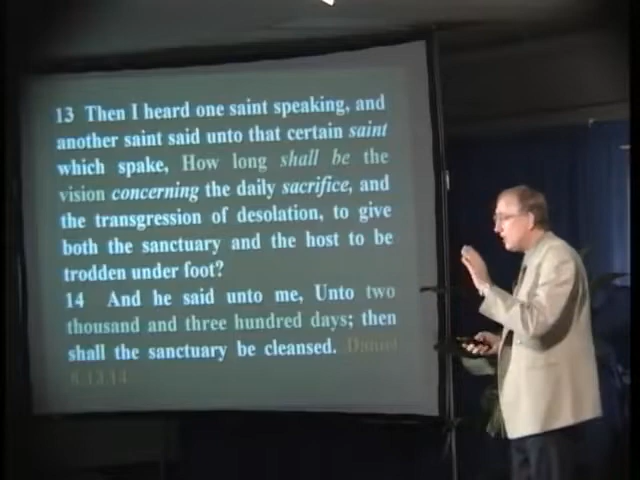 13 Then I heard one saint speaking, and
another saint said unto that certain saint
which spake, How long shall be the
vision concerning the daily sacrifice, and
the transgression of desolation, to give
both the sanctuary and the host to be
trodden under foot?
14 And he said unto me, Unto two
thousand and three hundred days; then
shall the sanctuary be cleansed. Daniel
8:13,14